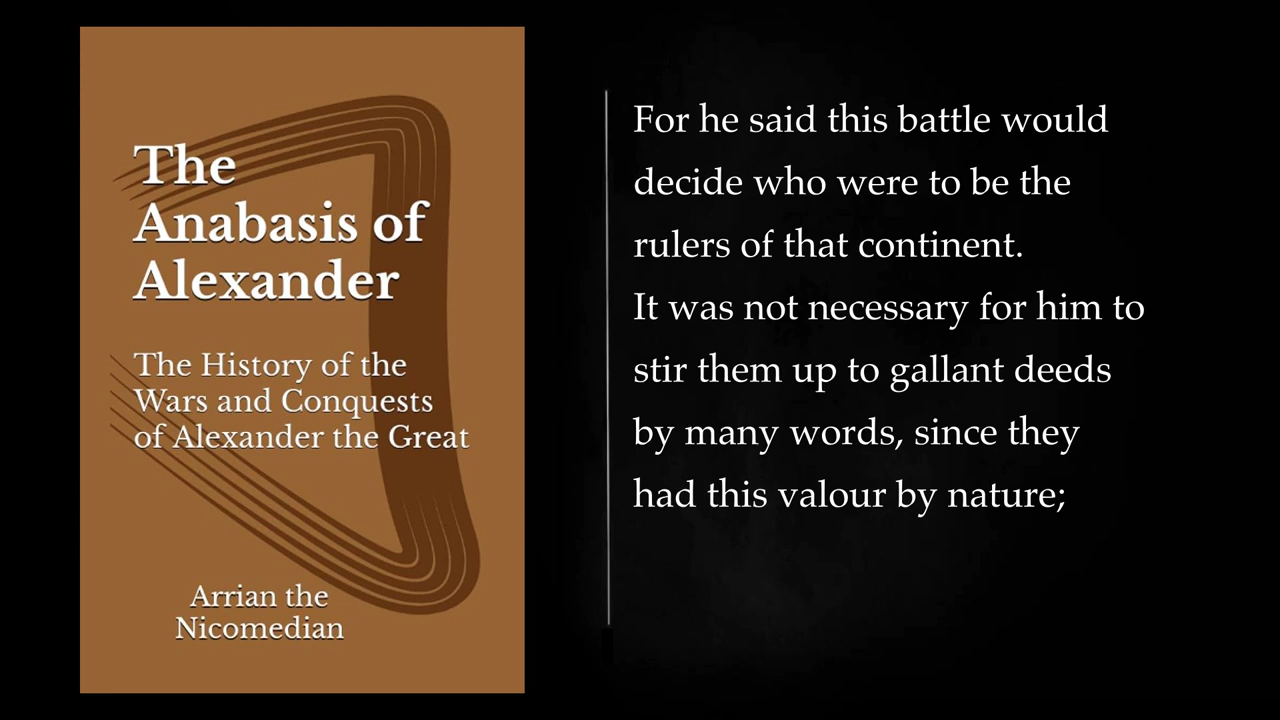 The
Anabasis of
Alexander
The History of the
Wars and Conquests
of Alexander the Great
Arrian the
Nicomedian
For he said this battle would
decide who were to be the
rulers of that continent.
It was not necessary for him to
stir them up to gallant deeds
by many words, since they
had this valour by nature;